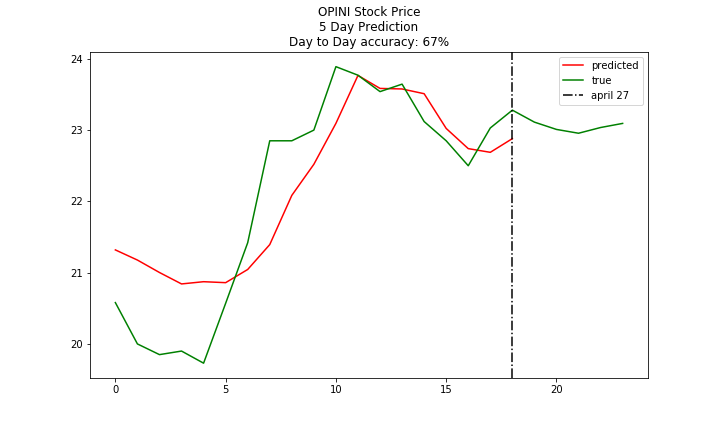 OPINI Stock Price
5 Day Prediction
Day to Day accuracy: 67%
24
23
22
21
20
predicted
true
april 27
0 5 10 15 20